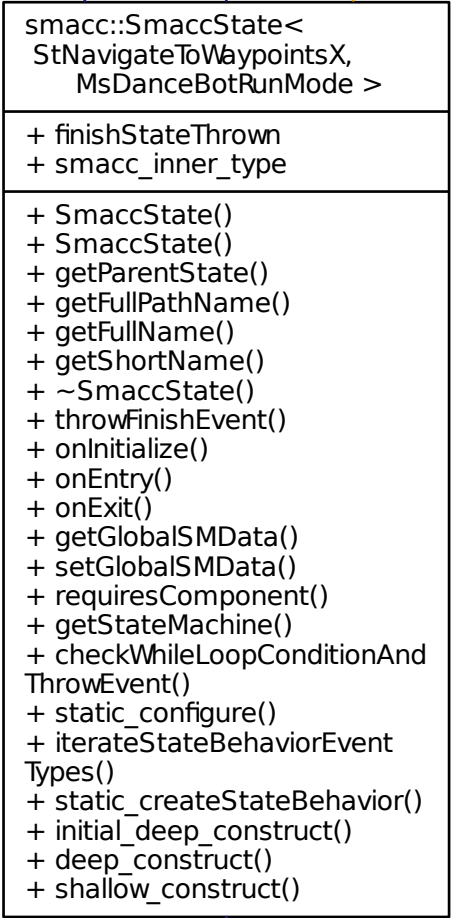 smacc::SmaccState<
StNavigateToWaypointsX,
MsDanceBotRunMode >
+ finishStateThrown
+ smacc_inner_type
+ SmaccState()
+ SmaccState()
+ getParentState()
+ getFullPathName()
+ getFullName()
+ getShortName()
+ ~SmaccState()
+ throwFinishEvent()
+ onInitialize()
+ onEntry()
+ onExit()
+ getGlobalSMData()
+ setGlobalSMData()
+ requiresComponent()
+ getStateMachine()
+ checkWhileLoopConditionAnd
ThrowEvent()
+ static_configure()
+ iterateStateBehaviorEvent
Types()
+ static_createStateBehavior()
+ initial_deep_construct()
+ deep_construct()
+ shallow_construct()